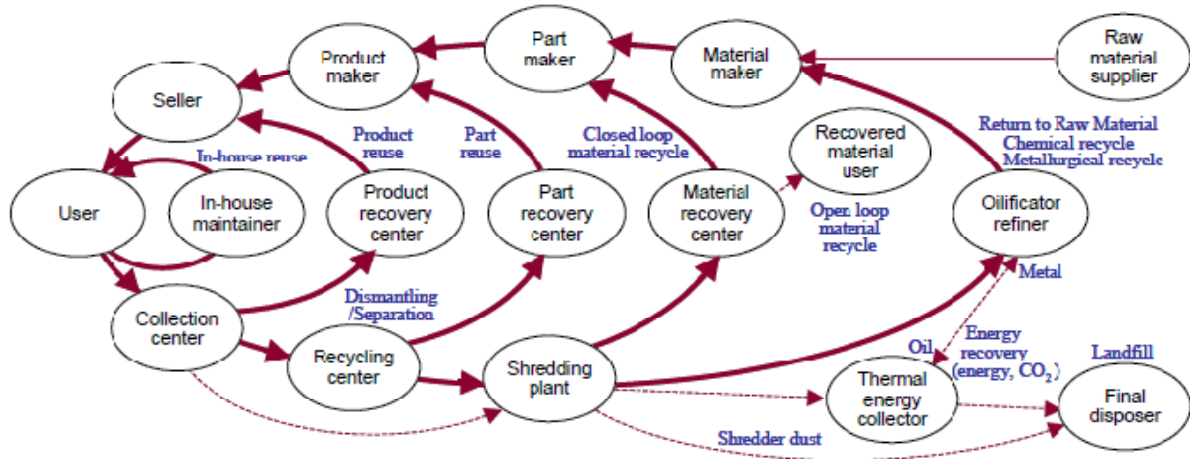 Part
maker
Product
maker
Material
maker
Raw
material
supplier
Seller
Product
reuse
Part
reuse
Closed loop
material recycle
Recovered
material
user
Return to Raw Material
Chemical recycle
Metallurgical recycle
In-house reuse
User
In-house
maintainer
Product
recovery
center
Part
recovery
center
Material
recovery
center
Open loop
material
recycle
Oilificator
refiner
Metal
Collection
center
Dismantling
/Separation
Recycling
center
Shredding
plant
Oil
Energy
recovery
(energy, CO₂)
Landfill
Thermal
energy
collector
Final
disposer
Shredder dust